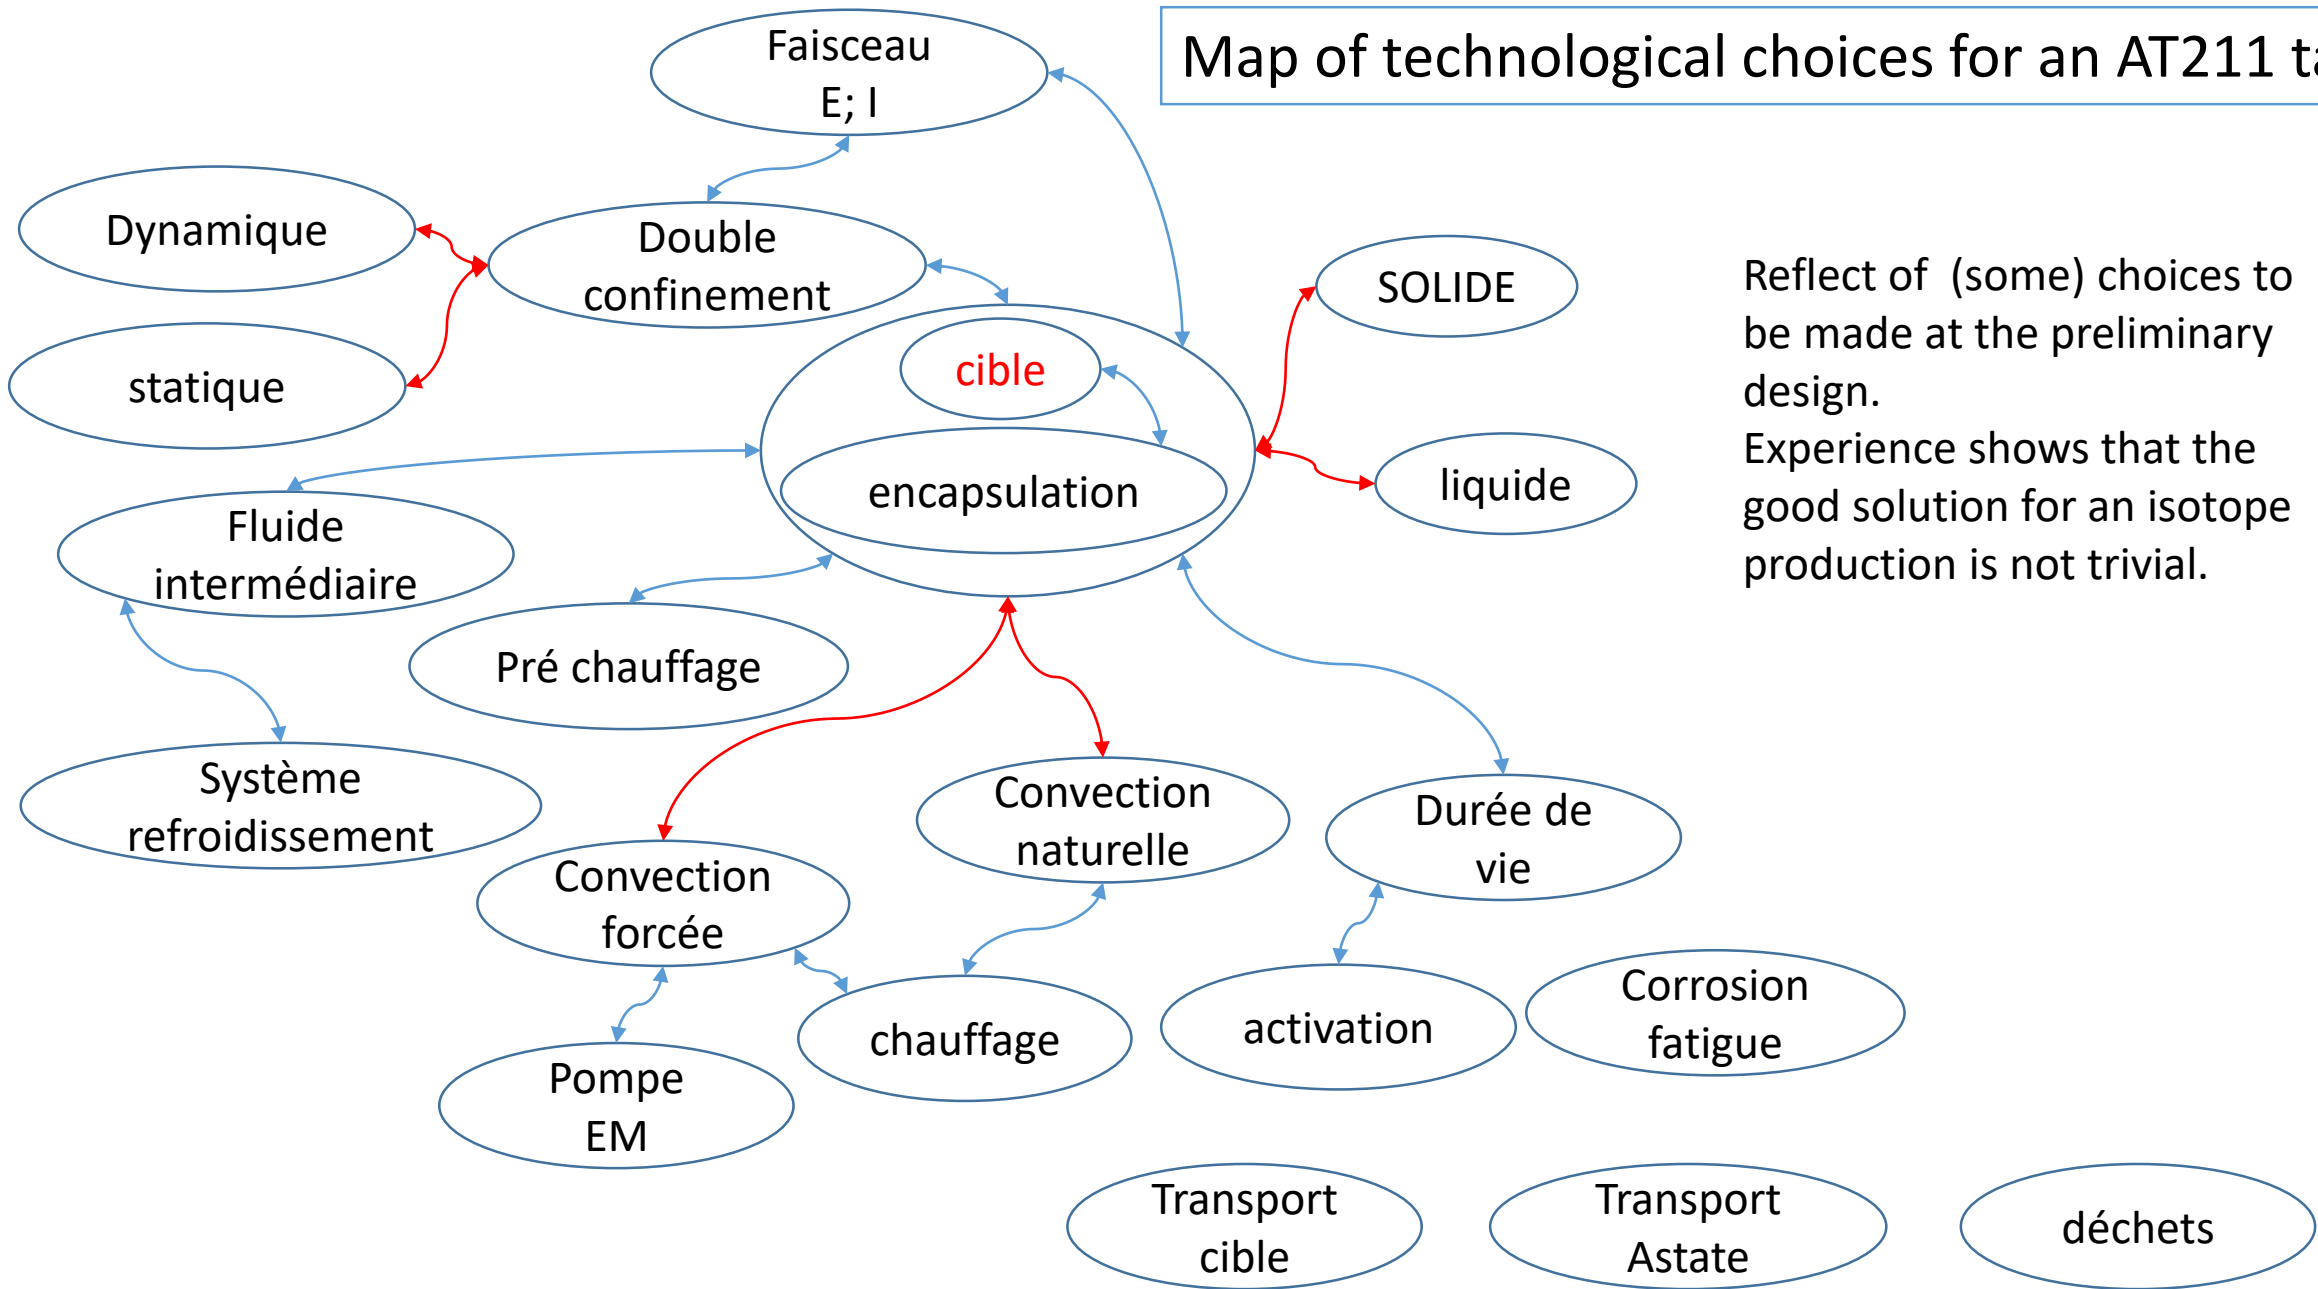 Faisceau
E; I
Map of technological choices for an AT211
Dynamique
Double
confinement
SOLIDE
statique
cible
encapsulation
liquide
Reflect of (some) choices to
be made at the preliminary
design.
Experience shows that the
good solution for an isotope
production is not trivial.
Fluide
intermédiaire
Pré chauffage
Système
refroidissement
Convection
naturelle
Durée de
vie
Convection
forcée
chauffage
activation
Corrosion
fatigue
Pompe
EM
Transport
cible
Transport
Astate
déchets